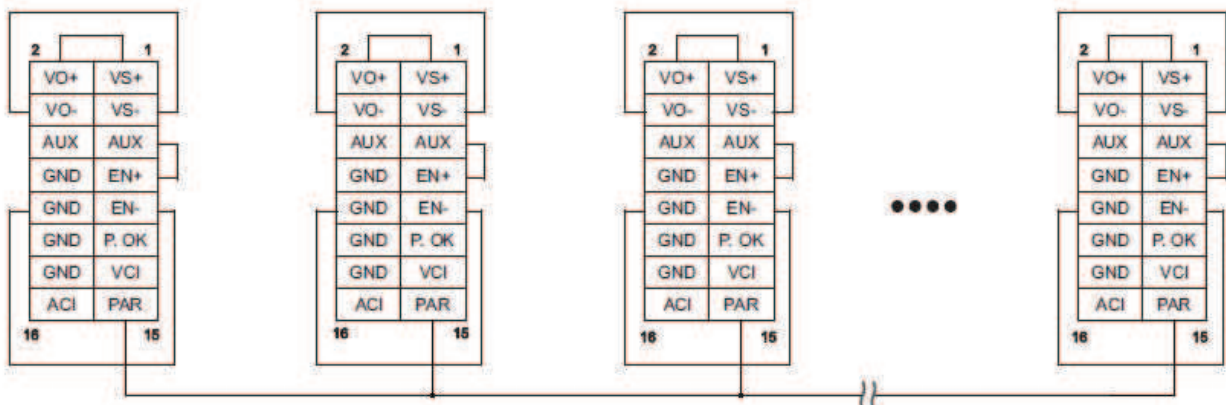 2 1 2 1 2 1 2 1
VO+ VS+ VO+ VS+ VO+ VS+ VO+ VS+
VO- VS- VO- VS- VO- VS- VO- VS-
AUX AUX AUX AUX AUX AUX AUX AUX
GND EN+ GND EN+ GND EN+ GND EN+
GND EN- GND EN- GND EN- GND EN-
GND P. OK GND P. OK GND P. OK GND P. OK
GND VCI GND VCI GND VCI GND VCI
ACI PAR ACI PAR ACI PAR ACI PAR
16 15 16 15 16 15 16 15